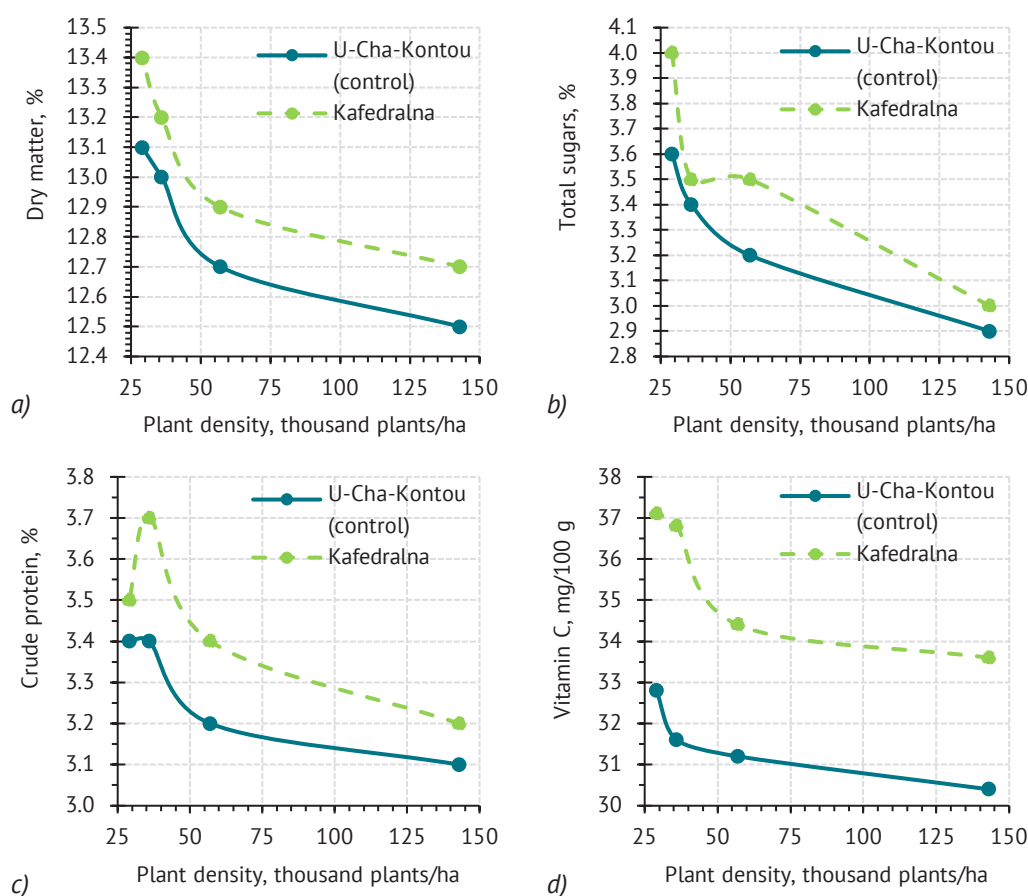 13.5
13.4
13.3
13.2
13.1
13.0
12.9
12.8
12.7
12.6
12.5
12.4
Dry matter, %
U-Cha-Kontou
(control)
Kafedralna
25 50 75 100 125 150
Plant density, thousand plants/ha
a)
4.1
4.0
3.9
3.8
3.7
3.6
3.5
3.4
3.3
3.2
3.1
3.0
2.9
2.8
Total sugars, %
U-Cha-Kontou
(control)
Kafedralna
25 50 75 100 125 150
Plant density, thousand plants/ha
b)
3.8
3.7
3.6
3.5
3.4
3.3
3.2
3.1
3.0
Crude protein, %
U-Cha-Kontou
(control)
Kafedralna
25 50 75 100 125 150
Plant density, thousand plants/ha
c)
38
37
36
35
34
33
32
31
30
Vitamin C, mg/100 g
U-Cha-Kontou
(control)
Kafedralna
25 50 75 100 125 150
Plant density, thousand plants/ha
d)